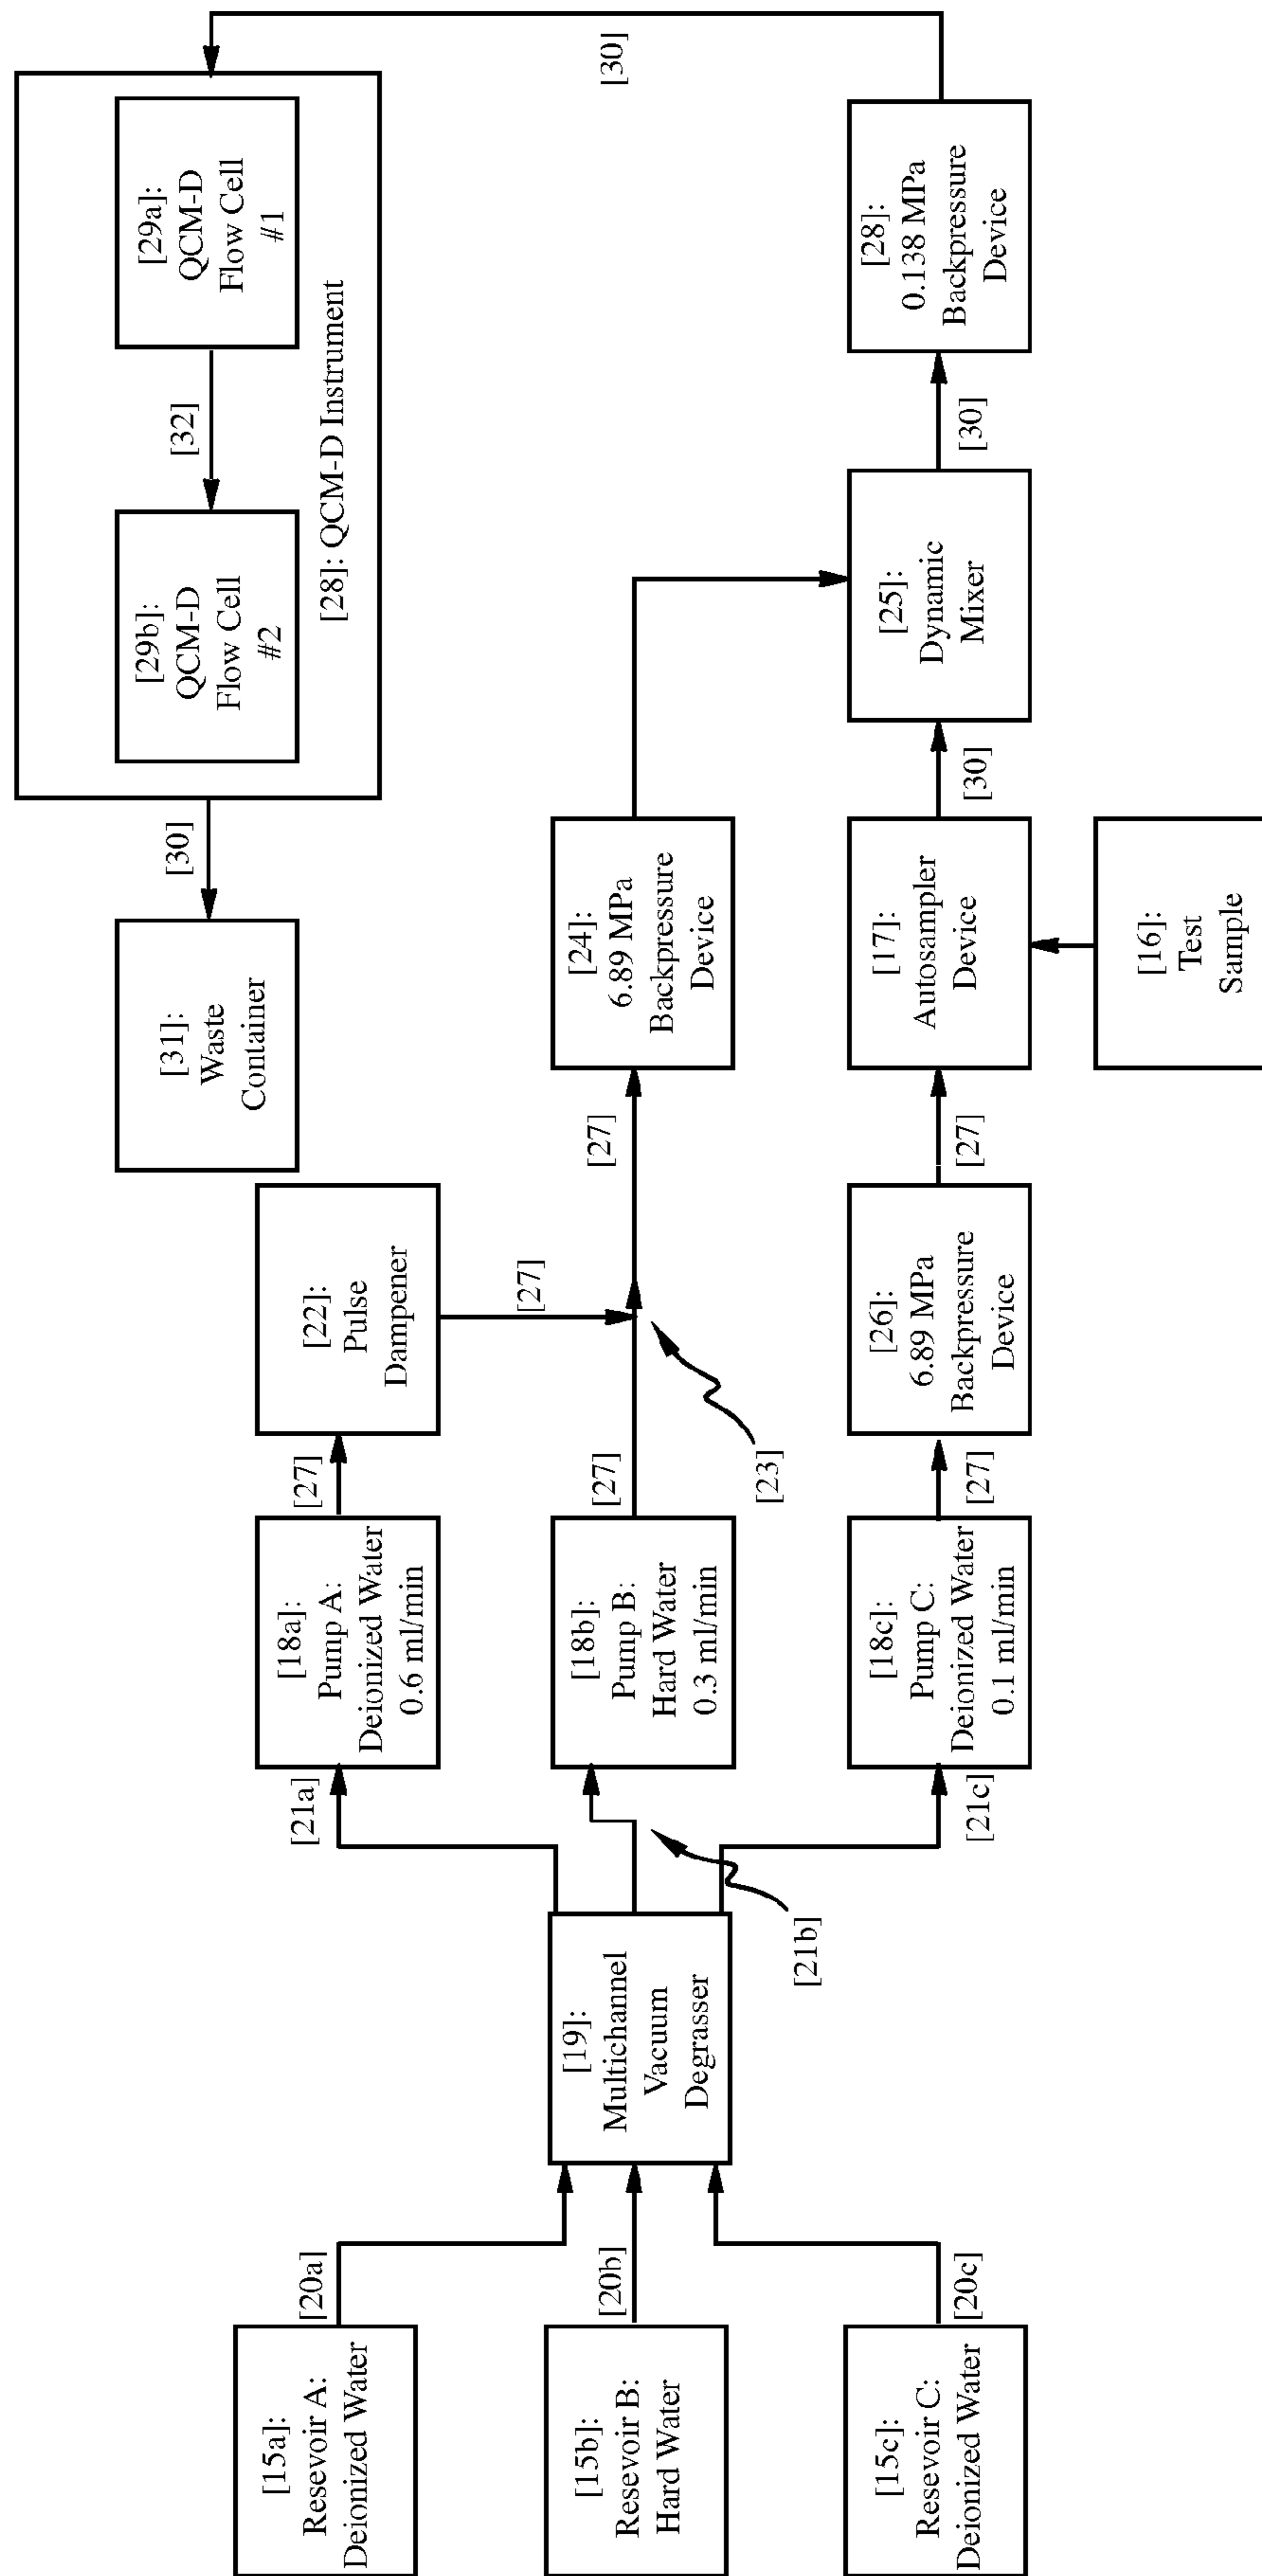 [15a]:
Resevoir A:
Deionized Water
[15b]:
Resevoir B:
Hard Water
[15c]:
Resevoir C:
Deionized Water
[20a]
[20b]
[20c]
[19]:
Multichannel
Vacuum
Degrasser
[21a]
[21b]
[21c]
[18a]:
Pump A:
Deionized Water
0.6 ml/min
[18b]:
Pump B:
Hard Water
0.3 ml/min
[18c]:
Pump C:
Deionized Water
0.1 ml/min
[27]
[27]
[27]
[22]:
Pulse
Dampener
[27]
[23]
[26]:
6.89 MPa
Backpressure
Device
[27]
[27]
[24]:
6.89 MPa
Backpressure
Device
[17]:
Autosampler
Device
[16]:
Test
Sample
[30]
[25]:
Dynamic
Mixer
[30]
[28]:
0.138 MPa
Backpressure
Device
[30]
[29a]:
QCM-D
Flow Cell
#1
[32]
[29b]:
QCM-D
Flow Cell
#2
[28]: QCM-D Instrument
[30]
[31]:
Waste
Container